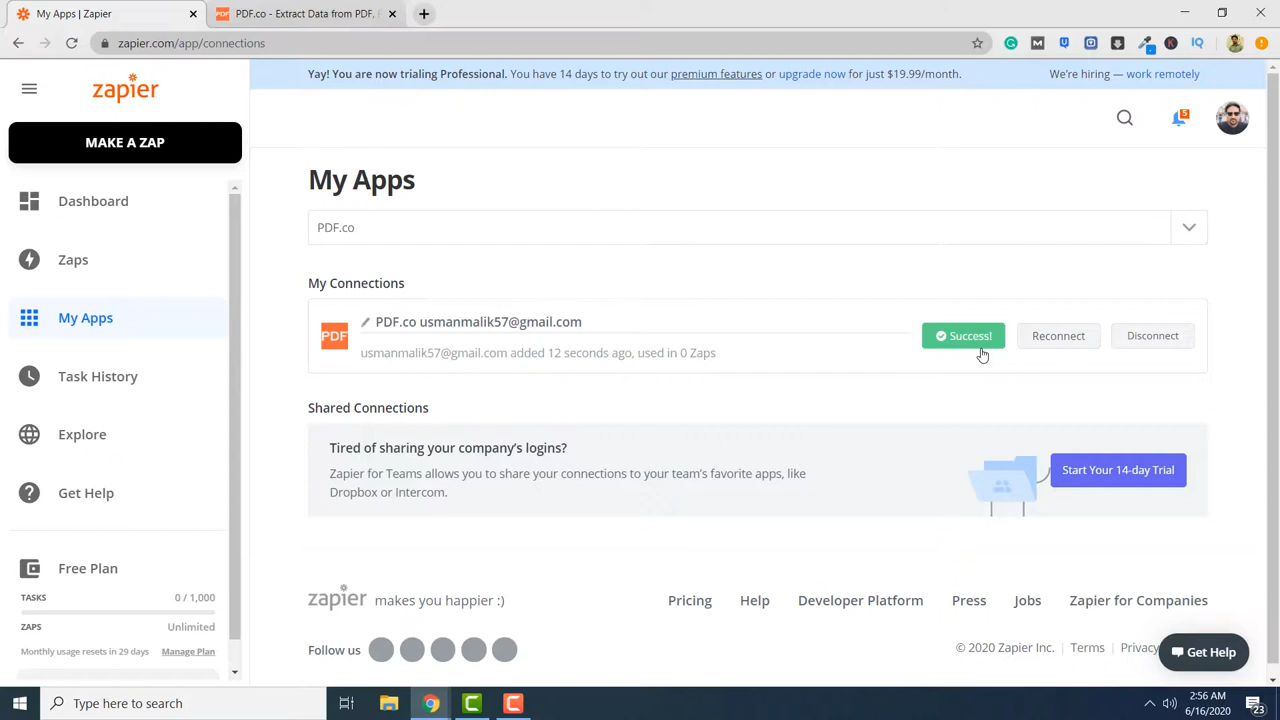 My Apps | Zapier
PDF.co - Extract Data from PDF, E
zapier.com/app/connections
Yay! You are now trialing Professional. You have 14 days to try out our premium features or upgrade now for just $19.99/month.
We're hiring — work remotely
zapier
MAKE A ZAP
5
Dashboard
Zaps
My Apps
Task History
Explore
Get Help
Free Plan
TASKS 0 / 1,000
ZAPS Unlimited
Monthly usage resets in 29 days Manage Plan
My Apps
PDF.co
My Connections
PDF
PDF.co usmanmalik57@gmail.com
usmanmalik57@gmail.com added 12 seconds ago, used in 0 Zaps
Success!
Reconnect
Disconnect
Shared Connections
Tired of sharing your company's logins?
Zapier for Teams allows you to share your connections to your team's favorite apps, like
Dropbox or Intercom.
Start Your 14-day Trial
zapier makes you happier :)
Pricing Help Developer Platform Press Jobs Zapier for Companies
Follow us
© 2020 Zapier Inc. Terms Privacy
Get Help
Type here to search
2:56 AM
6/16/2020
23